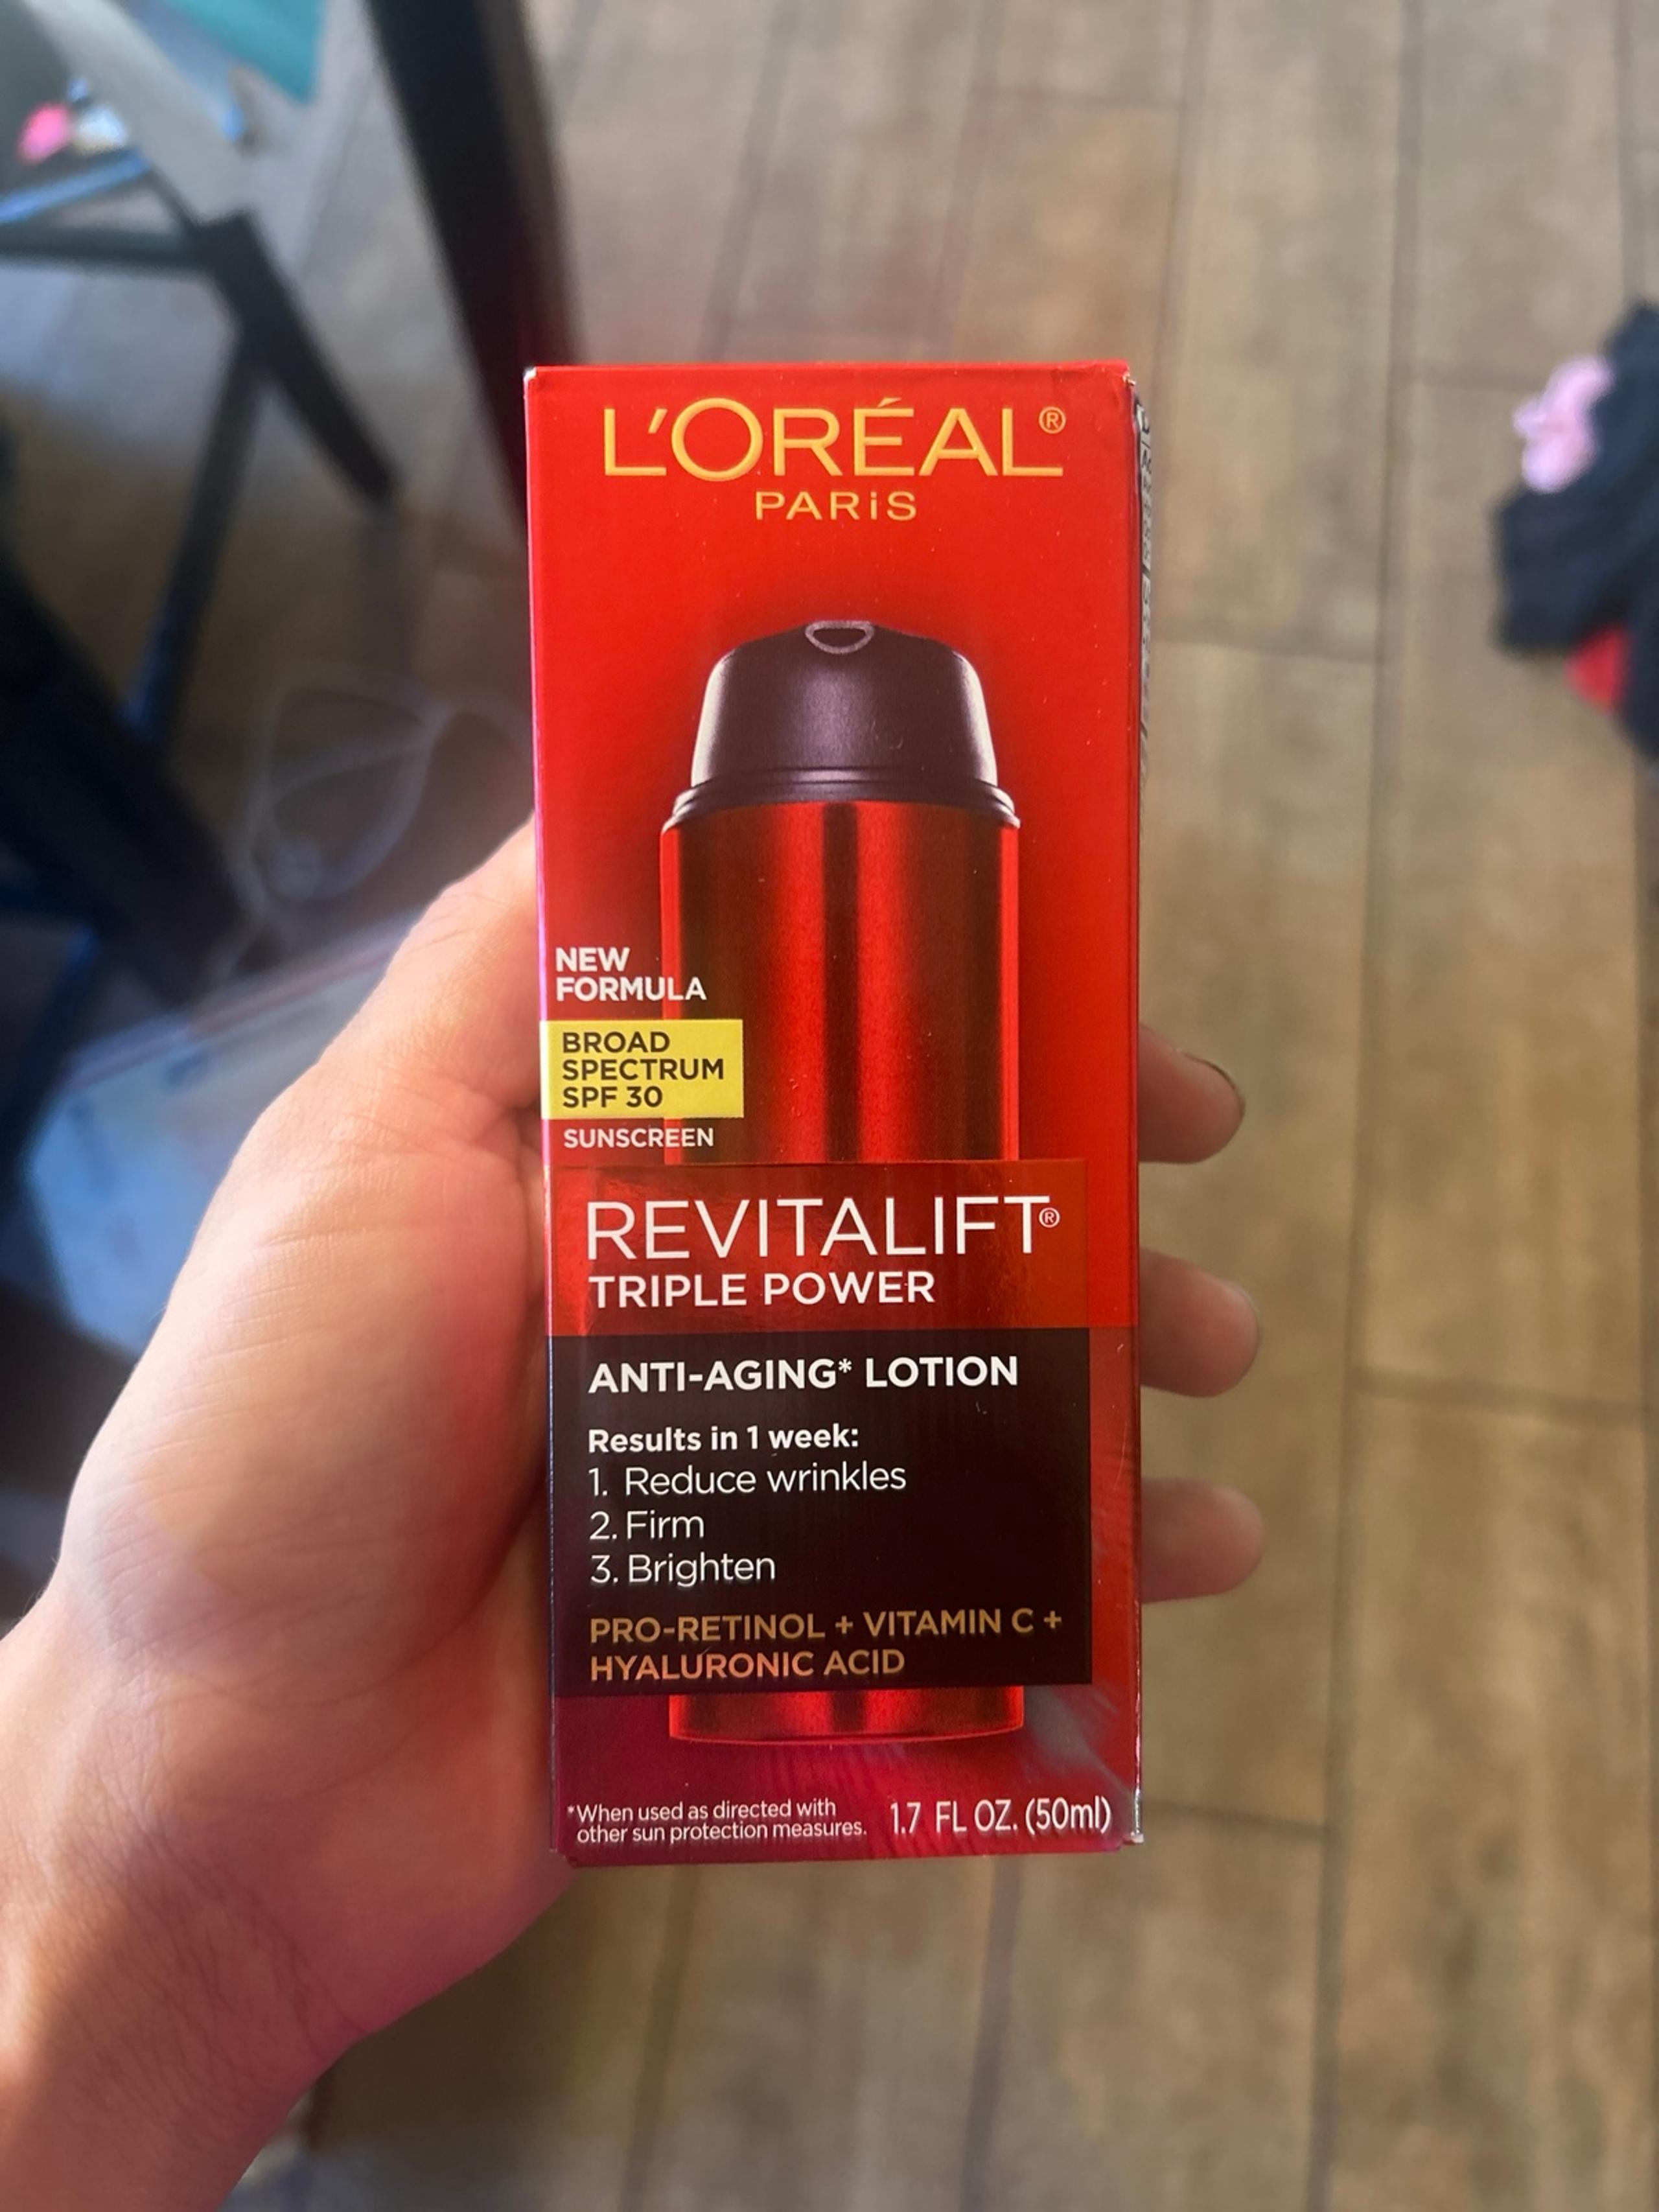 L'ORÉAL®
PARiS
NEW
FORMULA
BROAD
SPECTRUM
SPF 30
SUNSCREEN
REVITALIFT®
TRIPLE POWER
ANTI-AGING* LOTION
Results in 1 week:
1. Reduce wrinkles
2. Firm
3. Brighten
PRO-RETINOL + VITAMIN C +
HYALURONIC ACID
*When used as directed with
other sun protection measures.
1.7 FL OZ. (50ml)